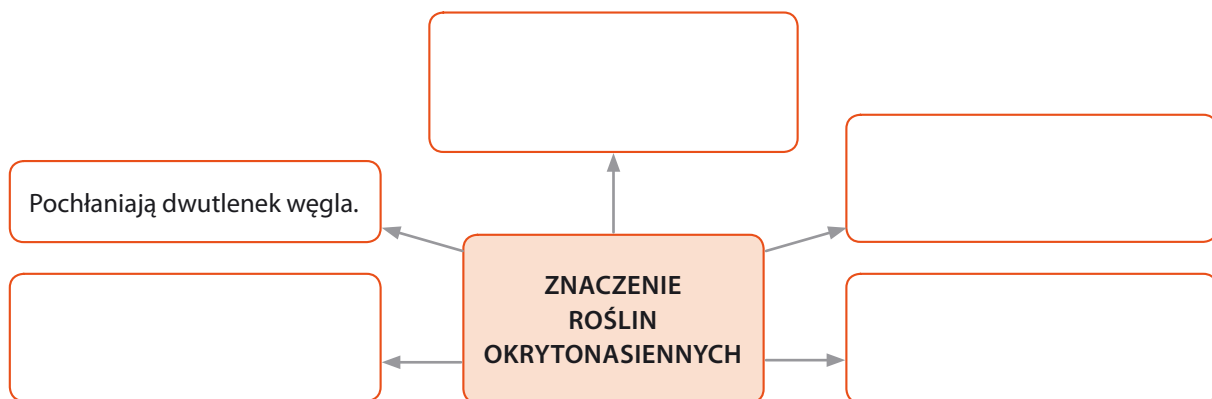 Pochłaniają dwutlenek węgla.
ZNACZENIE
ROŚLIN
OKRYTONASIENNYCH